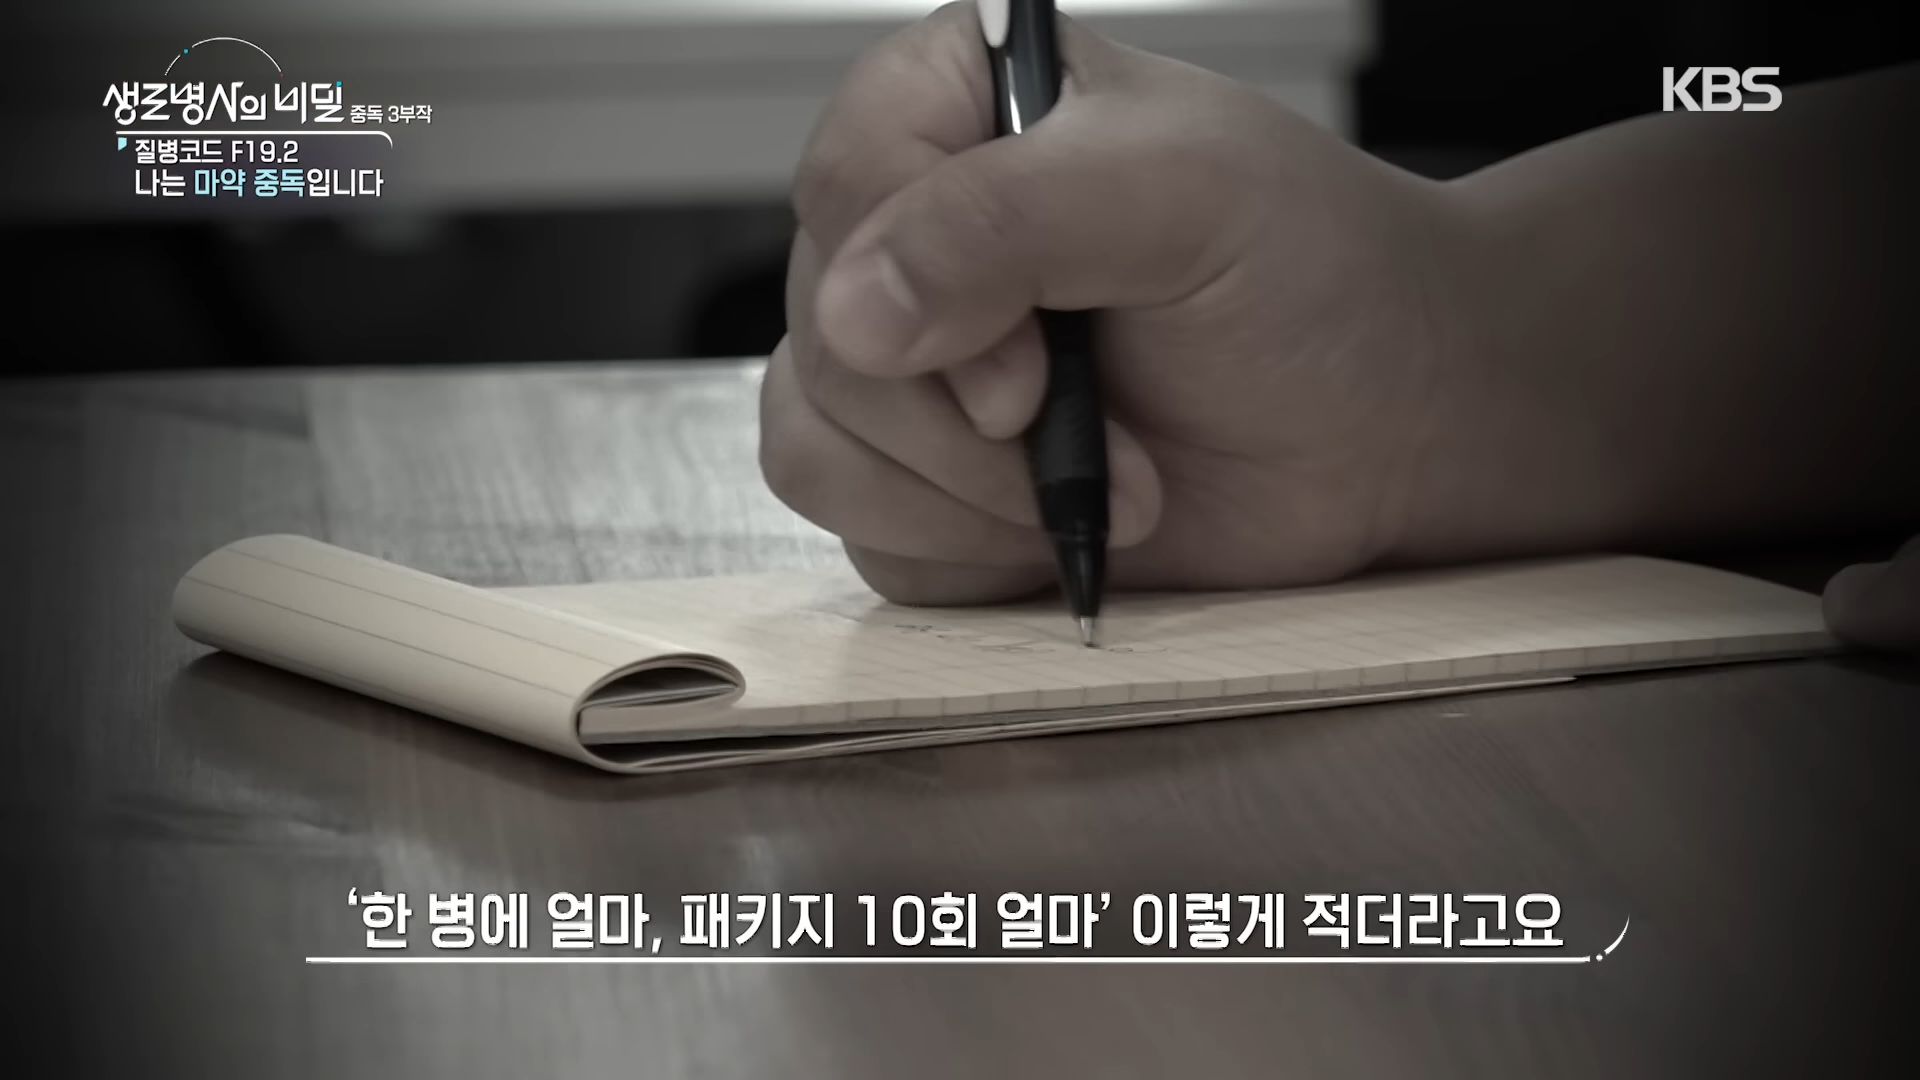 생로병사의 비밀 중독 3부작
질병코드 F19.2
나는 마약 중독입니다
KBS
‘한 병에 얼마, 패키지 10회 얼마’ 이렇게 적더라고요